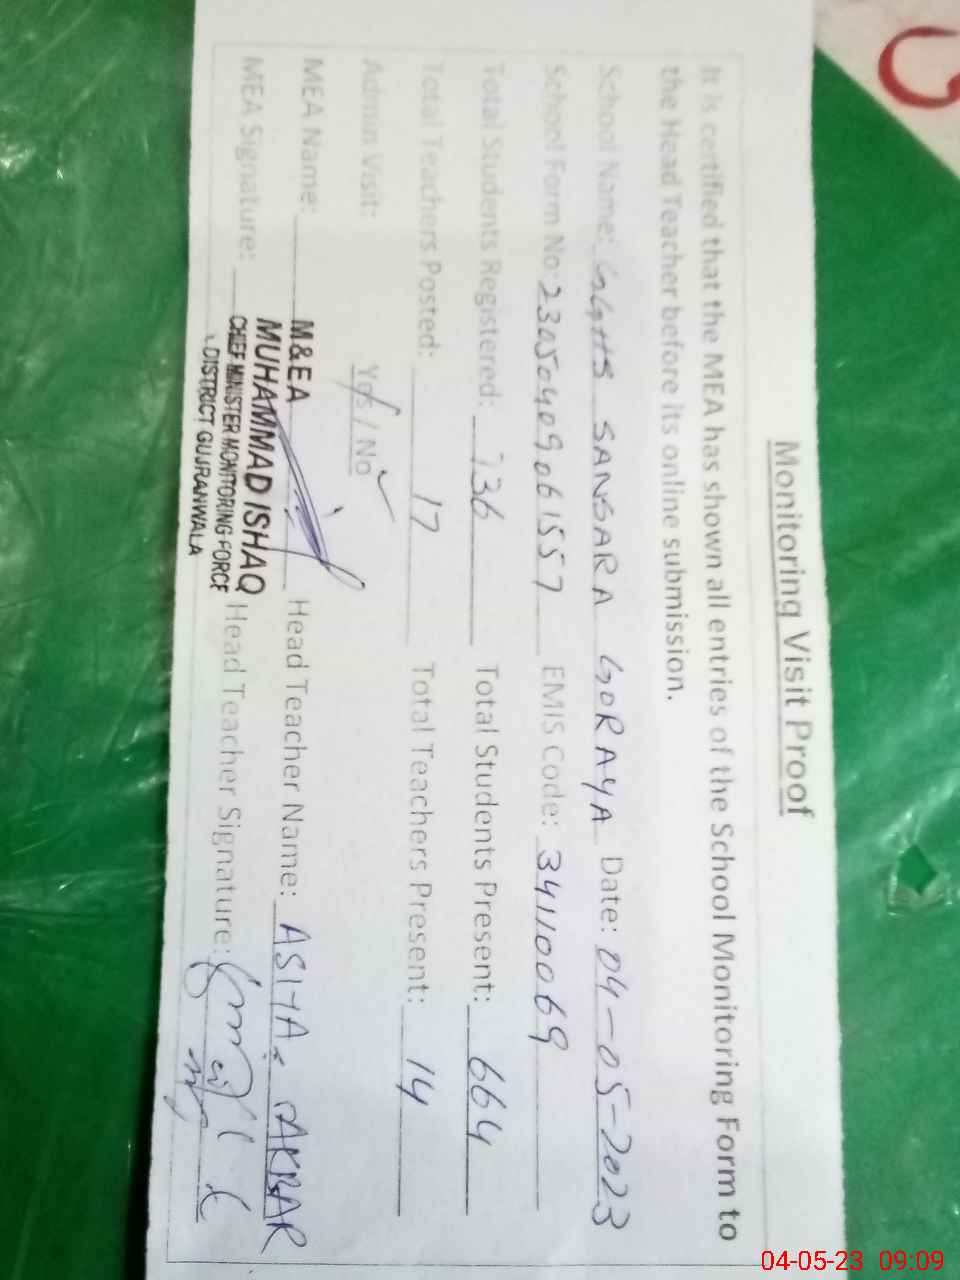 Monitoring Visit Proof
It is certified that the MEA has shown all entries of the School Monitoring Form to
the Head Teacher before its online submission.
School Name: GGHS SANSARA GORAYA Date: 04-05-2023
School Form No: 2305040906157 EMIS Code: 34110069
Total Students Registered: 736 Total Students Present: 664
Total Teachers Posted: 17 Total Teachers Present: 14
Admin Visit: Yes / No
MEA Name: M&EA Head Teacher Name: AKBAR
MUHAMMAD ISHAQ
MEA Signature: CHIEF MINISTER MONITORING FORCE Head Teacher Signature:
DISTRICT GUJRANWALA
04-05-23 09:09